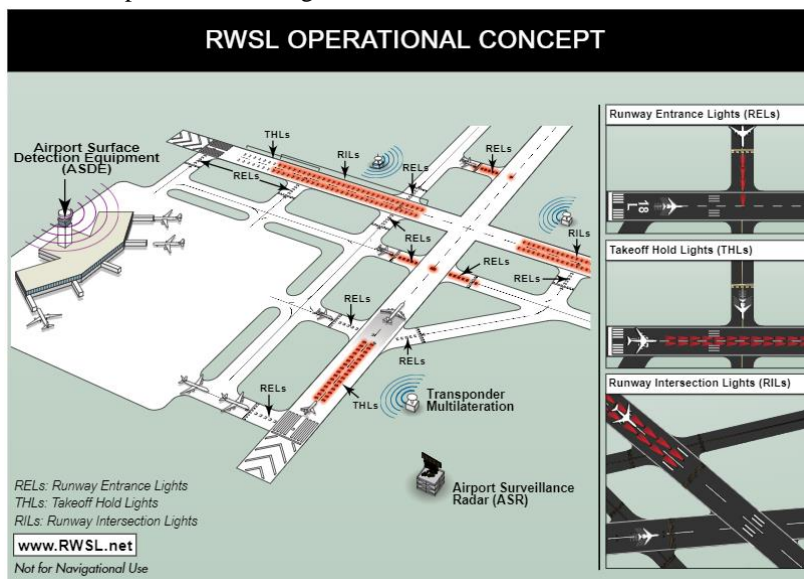 RWSL OPERATIONAL CONCEPT
Airport Surface
Detection Equipment
(ASDE)
THLs
RILs
RELs
RELs
RELs
RILs
RELs
RELs
RELs
RELs
RELs
RELs
THLs
Transponder
Multilateration
Airport Surveillance
Radar (ASR)
RELs: Runway Entrance Lights
THLs: Takeoff Hold Lights
RILs: Runway Intersection Lights
www.RWSL.net
Not for Navigational Use
Runway Entrance Lights (RELs)
18
L
Takeoff Hold Lights (THLs)
Runway Intersection Lights (RILs)